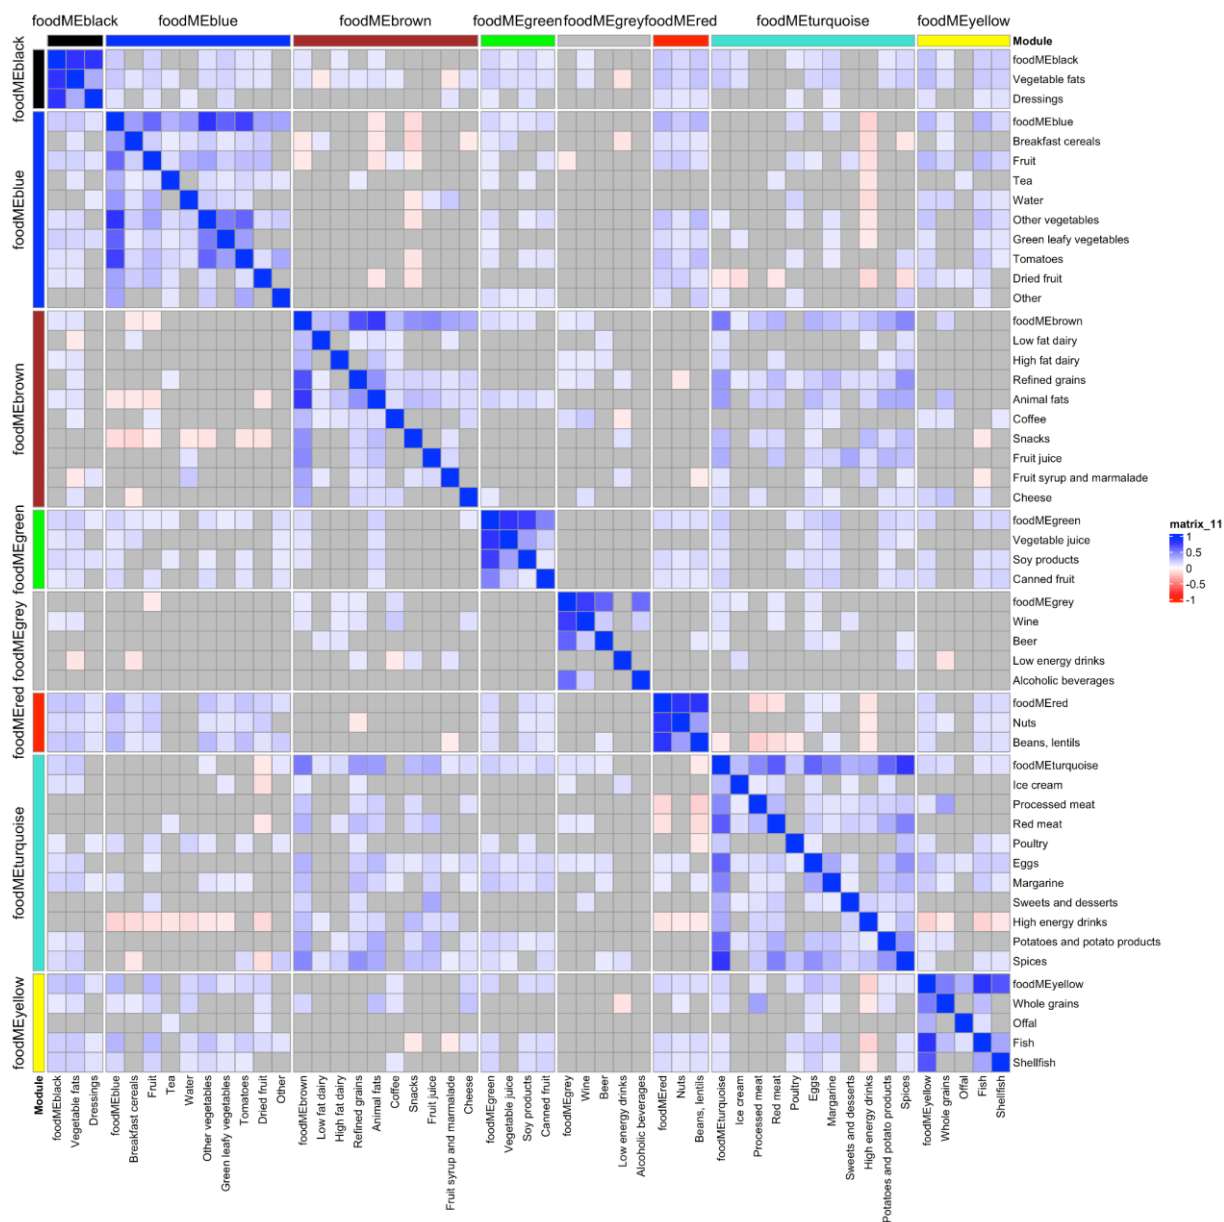 foodMEblack foodMEblue foodMEbrown foodMEgreen foodMEgrey foodMEred foodMEturquoise foodMEyellow
Module
foodMEblack
foodMEblue
foodMEbrown
foodMEgreen
foodMEgrey
foodMEred
foodMEturquoise
foodMEyellow
foodMEblack
Vegetable fats
Dressings
foodMEblue
Breakfast cereals
Fruit
Tea
Water
Other vegetables
Green leafy vegetables
Tomatoes
Dried fruit
Other
foodMEbrown
Low fat dairy
High fat dairy
Refined grains
Animal fats
Coffee
Snacks
Fruit juice
Fruit syrup and marmalade
Cheese
foodMEgreen
Vegetable juice
Soy products
Canned fruit
foodMEgrey
Wine
Beer
Low energy drinks
Alcoholic beverages
foodMEred
Nuts
Beans, lentils
foodMEturquoise
Ice cream
Processed meat
Red meat
Poultry
Eggs
Margarine
Sweets and desserts
High energy drinks
Potatoes and potato products
Spices
foodMEyellow
Whole grains
Offal
Fish
Shellfish
matrix_11
1
0.5
0
-0.5
-1
Module
foodMEblack
Vegetable fats
Dressings
foodMEblue
Breakfast cereals
Fruit
Tea
Water
Other vegetables
Green leafy vegetables
Tomatoes
Dried fruit
Other
foodMEbrown
Low fat dairy
High fat dairy
Refined grains
Animal fats
Coffee
Snacks
Fruit juice
Fruit syrup and marmalade
Cheese
foodMEgreen
Vegetable juice
Soy products
Canned fruit
foodMEgrey
Wine
Beer
Low energy drinks
Alcoholic beverages
foodMEred
Nuts
Beans, lentils
foodMEturquoise
Ice cream
Processed meat
Red meat
Poultry
Eggs
Margarine
Sweets and desserts
High energy drinks
Potatoes and potato products
Spices
foodMEyellow
Whole grains
Offal
Fish
Shellfish